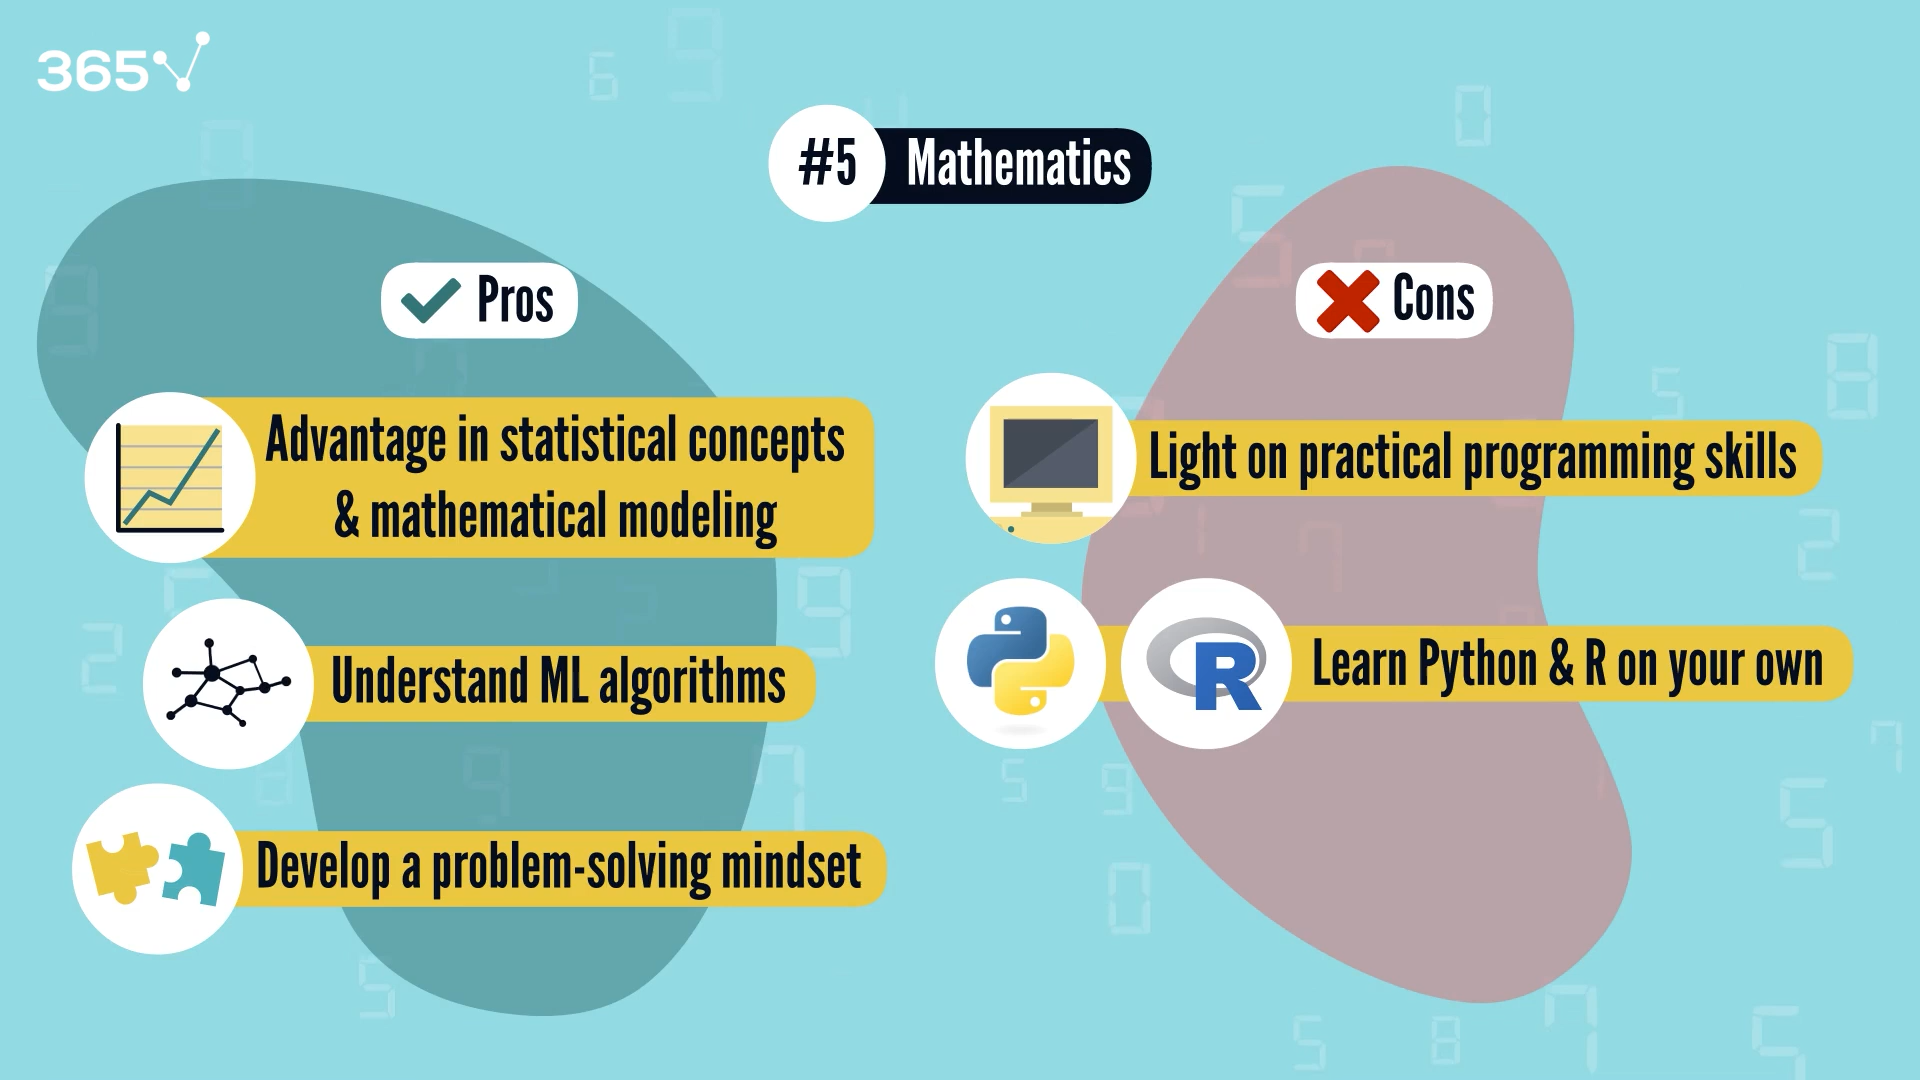 365
#5 Mathematics
Pros
Advantage in statistical concepts
& mathematical modeling
Understand ML algorithms
Develop a problem-solving mindset
Cons
Light on practical programming skills
R
Learn Python & R on your own